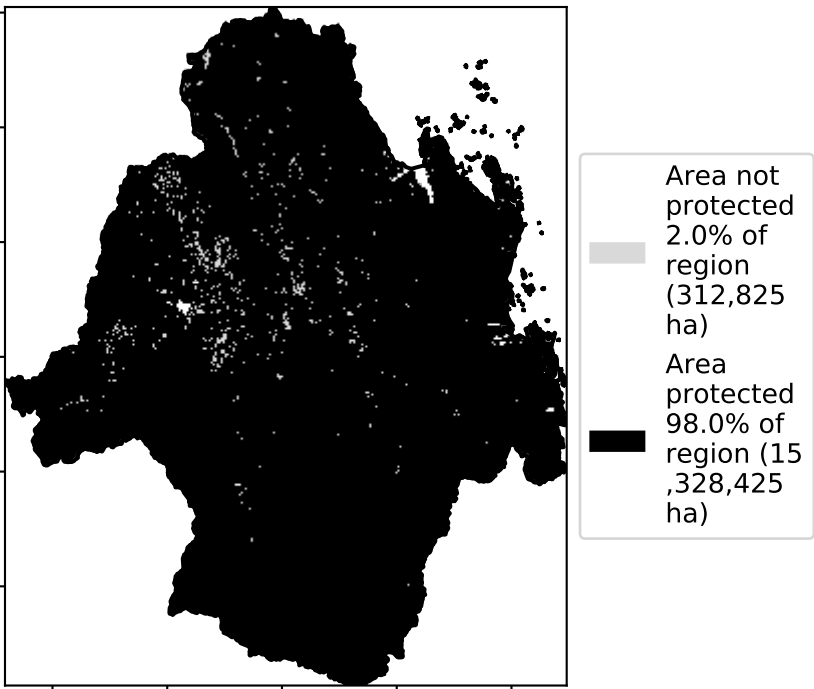 Area not
protected
2.0% of
region
(312,825
ha)
Area
protected
98.0% of
region (15
,328,425
ha)